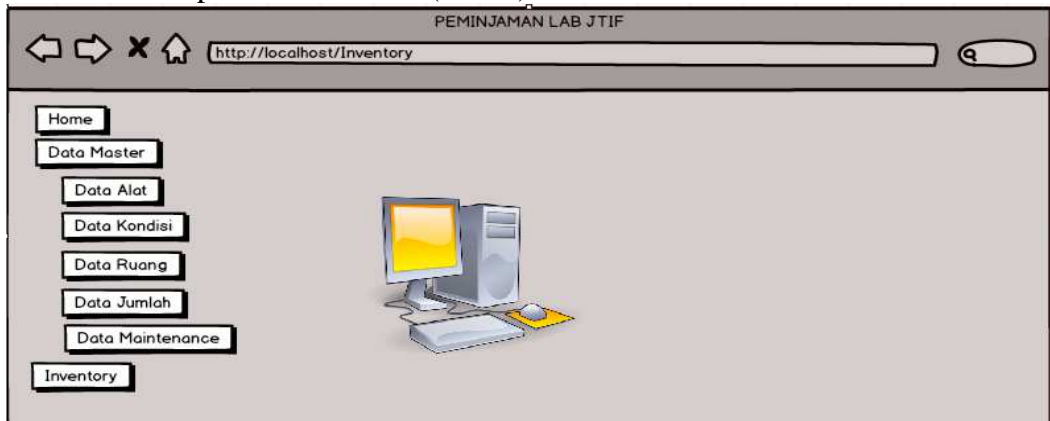 PEMINJAMAN LAB JTIF
http://localhost/Inventory
Home
Data Master
Data Alat
Data Kondisi
Data Ruang
Data Jumlah
Data Maintenance
Inventory